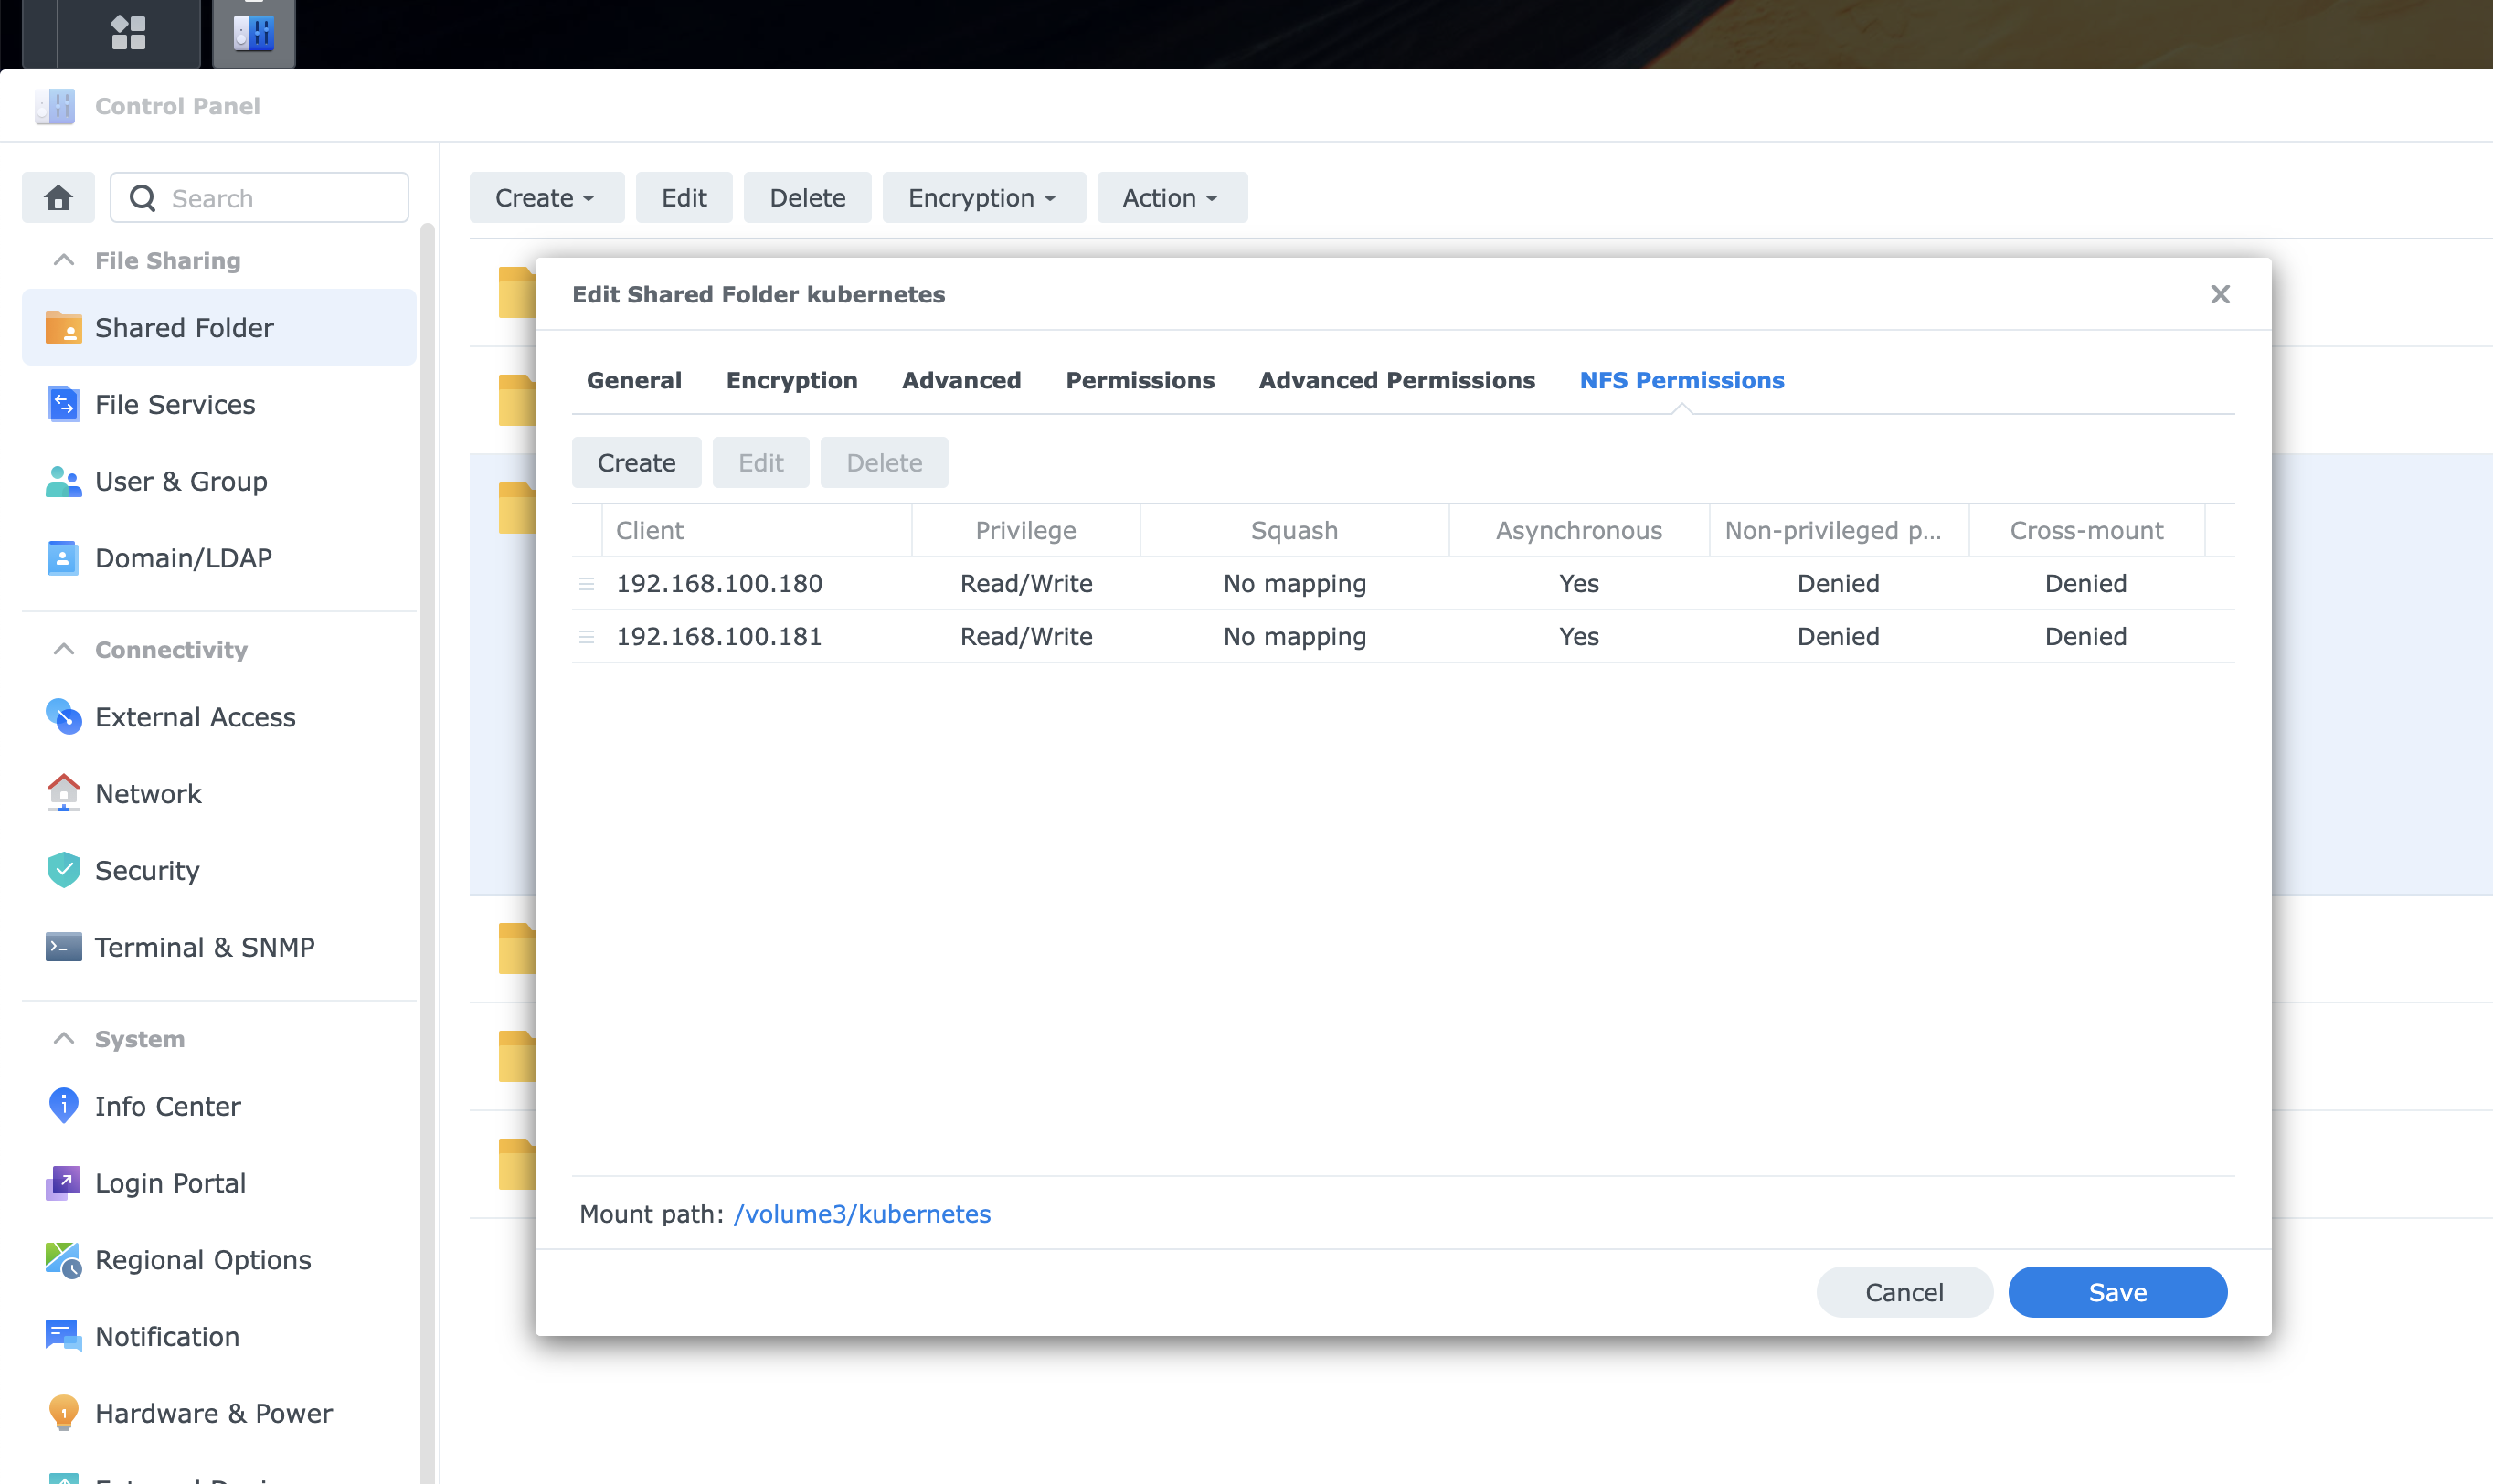 Control Panel
Search
File Sharing
Shared Folder
File Services
User & Group
Domain/LDAP
Connectivity
External Access
Network
Security
Terminal & SNMP
System
Info Center
Login Portal
Regional Options
Notification
Hardware & Power
Create Edit Delete Encryption Action
Edit Shared Folder kubernetes
General Encryption Advanced Permissions Advanced Permissions NFS Permissions
Create Edit Delete
Client Privilege Squash Asynchronous Non-privileged p... Cross-mount
192.168.100.180 Read/Write No mapping Yes Denied Denied
192.168.100.181 Read/Write No mapping Yes Denied Denied
Mount path: /volume3/kubernetes
Cancel Save